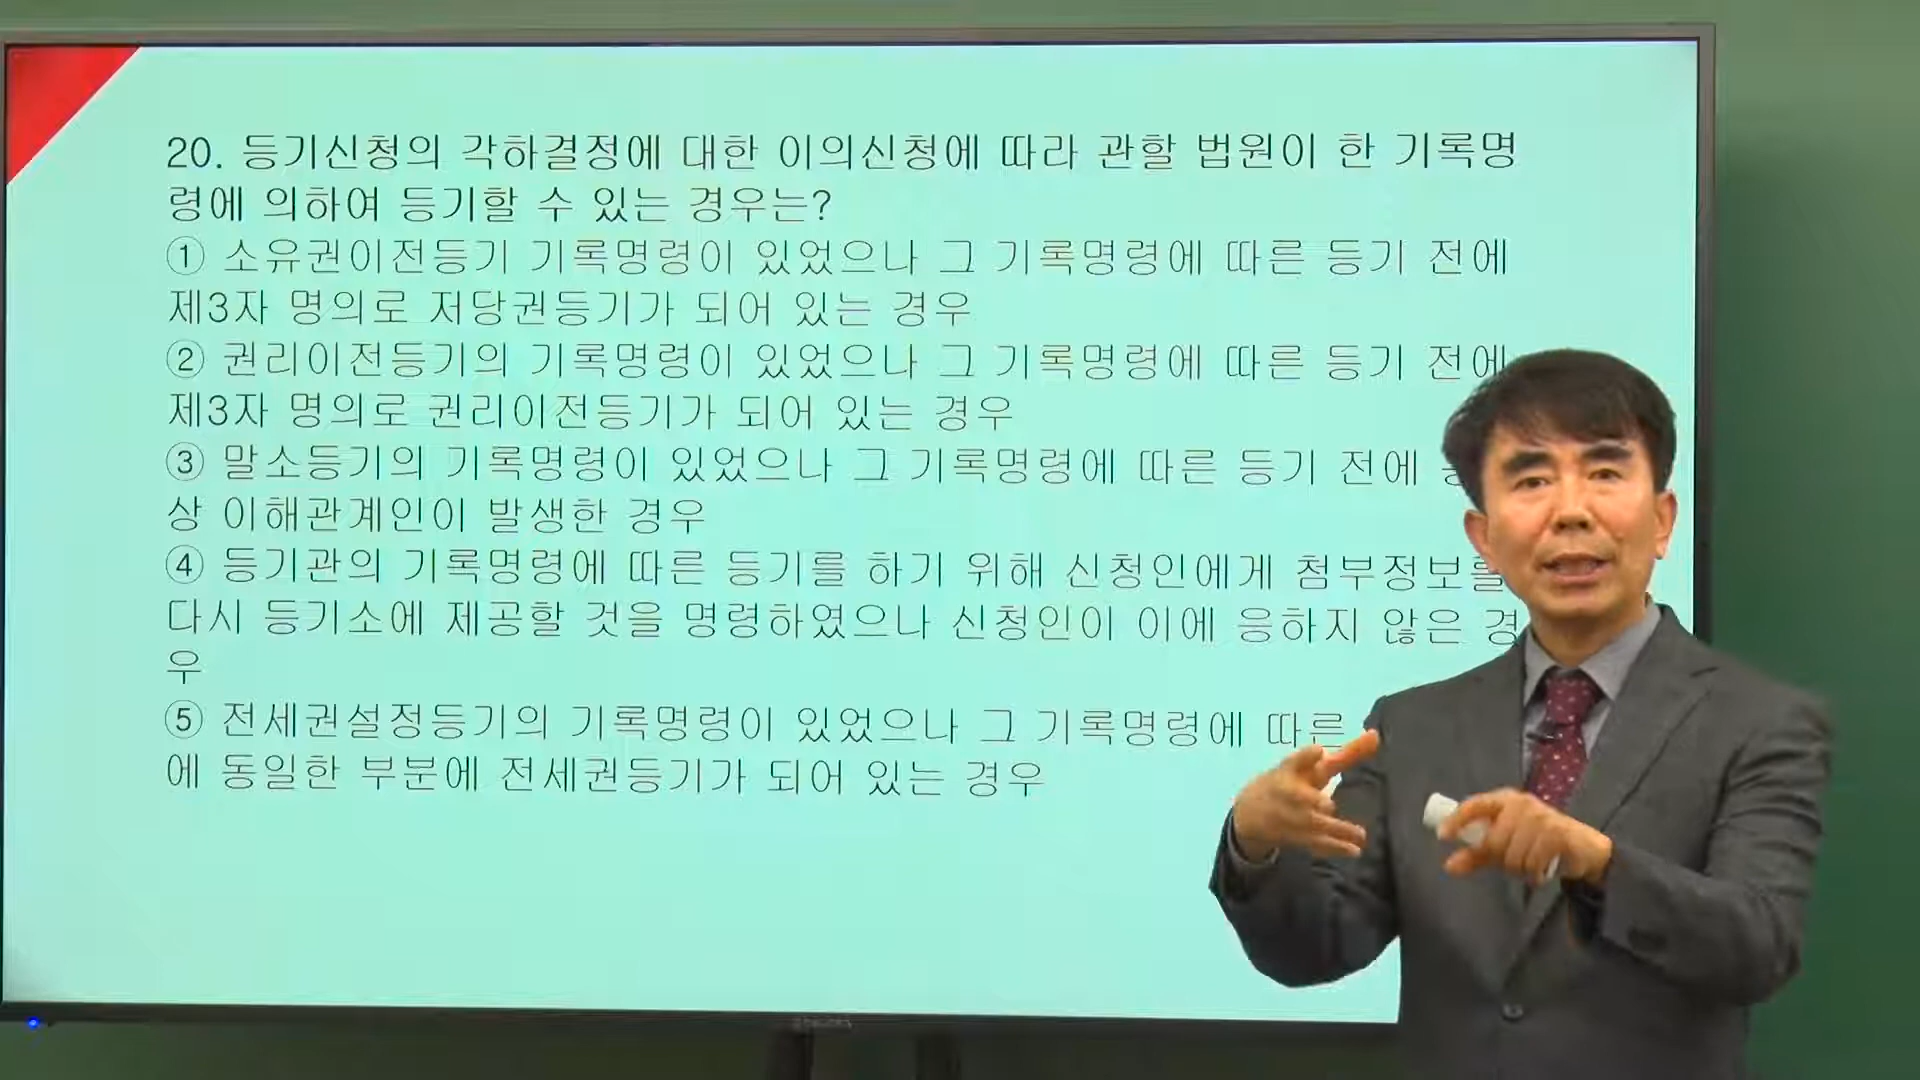 20. 등기신청의 각하결정에 대한 이의신청에 따라 관할 법원이 한 기록명
령에 의하여 등기할 수 있는 경우는?
① 소유권이전등기 기록명령이 있었으나 그 기록명령에 따른 등기 전에
제3자 명의로 저당권등기가 되어 있는 경우
② 권리이전등기의 기록명령이 있었으나 그 기록명령에 따른 등기 전에
제3자 명의로 권리이전등기가 되어 있는 경우
③ 말소등기의 기록명령이 있었으나 그 기록명령에 따른 등기 전에
상 이해관계인이 발생한 경우
④ 등기관의 기록명령에 따른 등기를 하기 위해 신청인에게 첨부정보를
다시 등기소에 제공할 것을 명령하였으나 신청인이 이에 응하지 않은 경
우
⑤ 전세권설정등기의 기록명령이 있었으나 그 기록명령에 따른
에 동일한 부분에 전세권등기가 되어 있는 경우